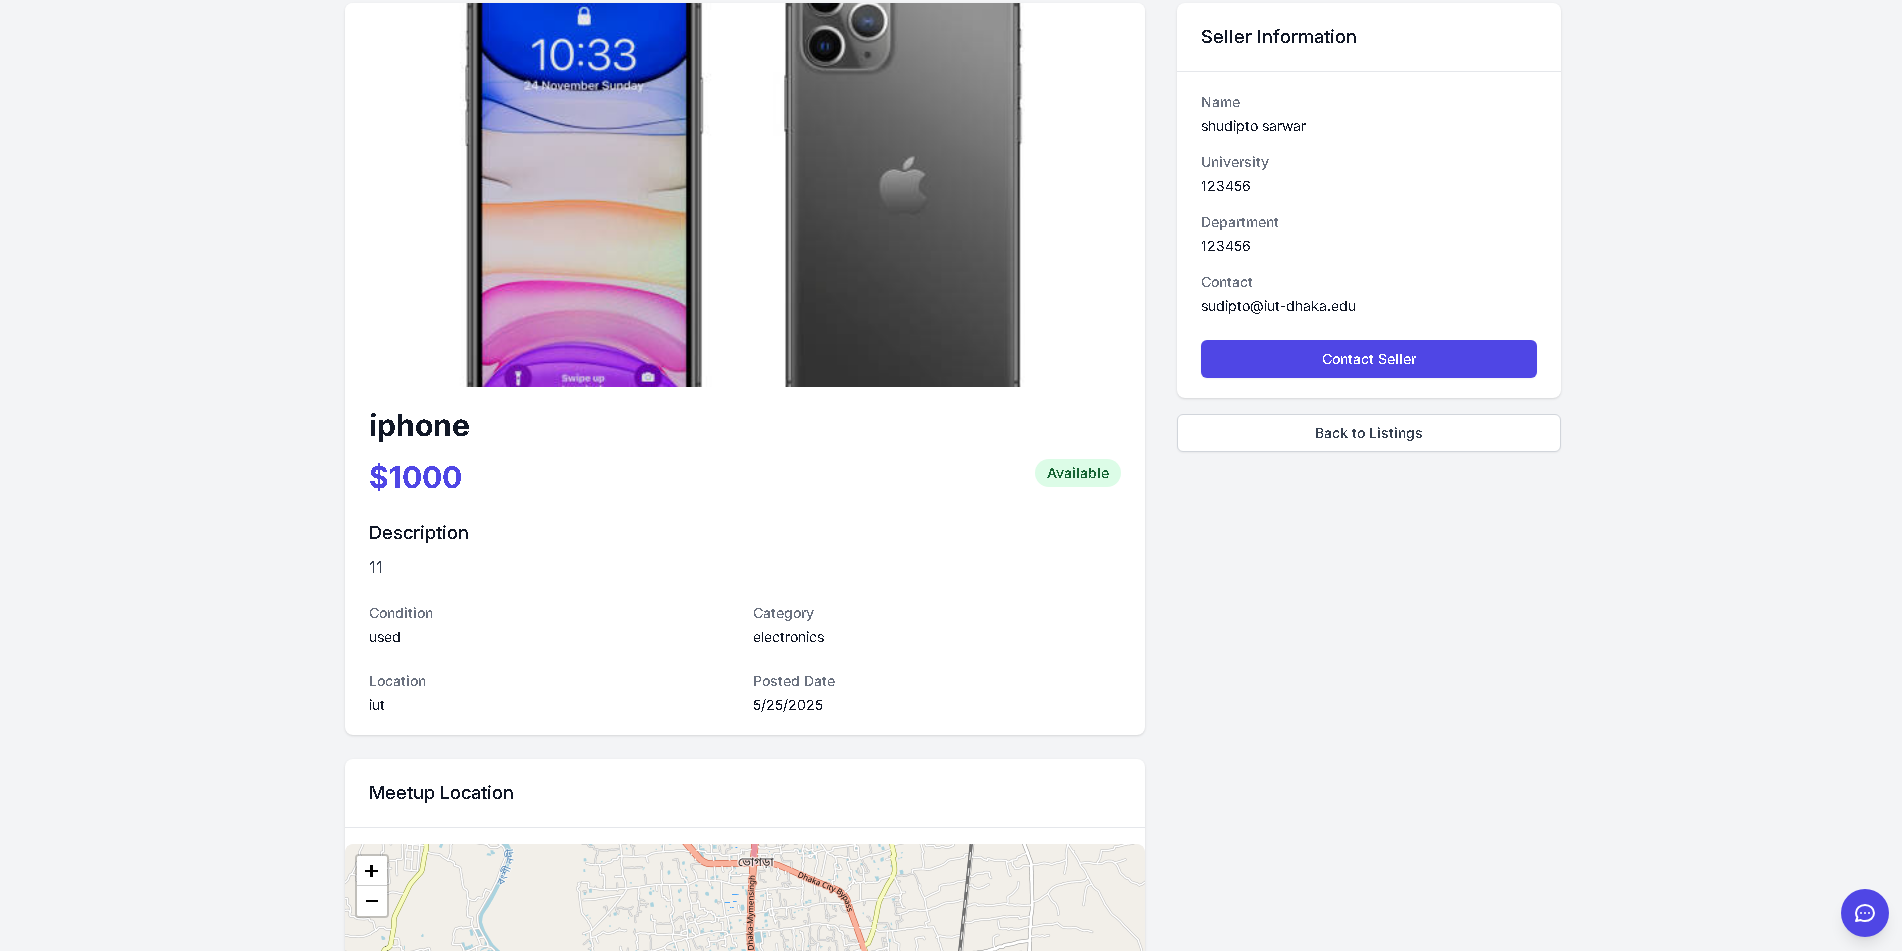 10:33
24 November Sunday
Swipe up
iphone
$1000
Available
Description
11
Condition
used
Category
electronics
Location
iut
Posted Date
5/25/2025
Meetup Location
+
−
ভোগড়া
Dhaka City Bypass
Dhaka-Mymensingh
Seller Information
Name
shudipto sarwar
University
123456
Department
123456
Contact
sudipto@iut-dhaka.edu
Contact Seller
Back to Listings